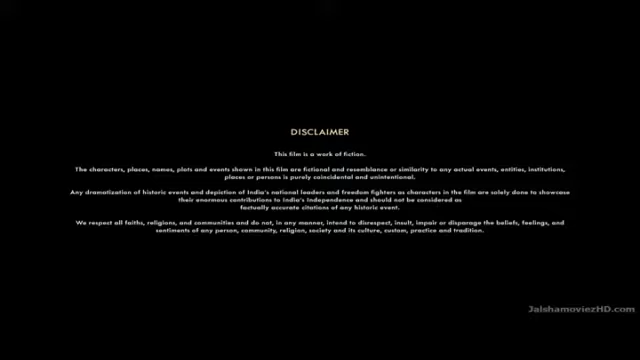 DISCLAIMER
This film is a work of fiction.
The characters, places, names, plots and events shown in this film are fictional and resemblance or similarity to any actual events, entities, institutions,
places or persons is purely coincidental and unintentional.
Any dramatization of historic events and depiction of India's national leaders and freedom fighters as characters in the film are solely done to showcase
their enormous contributions to India's Independence and should not be considered as
factually accurate citations of any historic event.
We respect all faiths, religions, and communities and do not, in any manner, intend to disrespect, insult, impair or disparage the beliefs, feelings, and
sentiments of any person, community, religion, society and its culture, custom, practice and tradition.
JalshamoviezHD.com